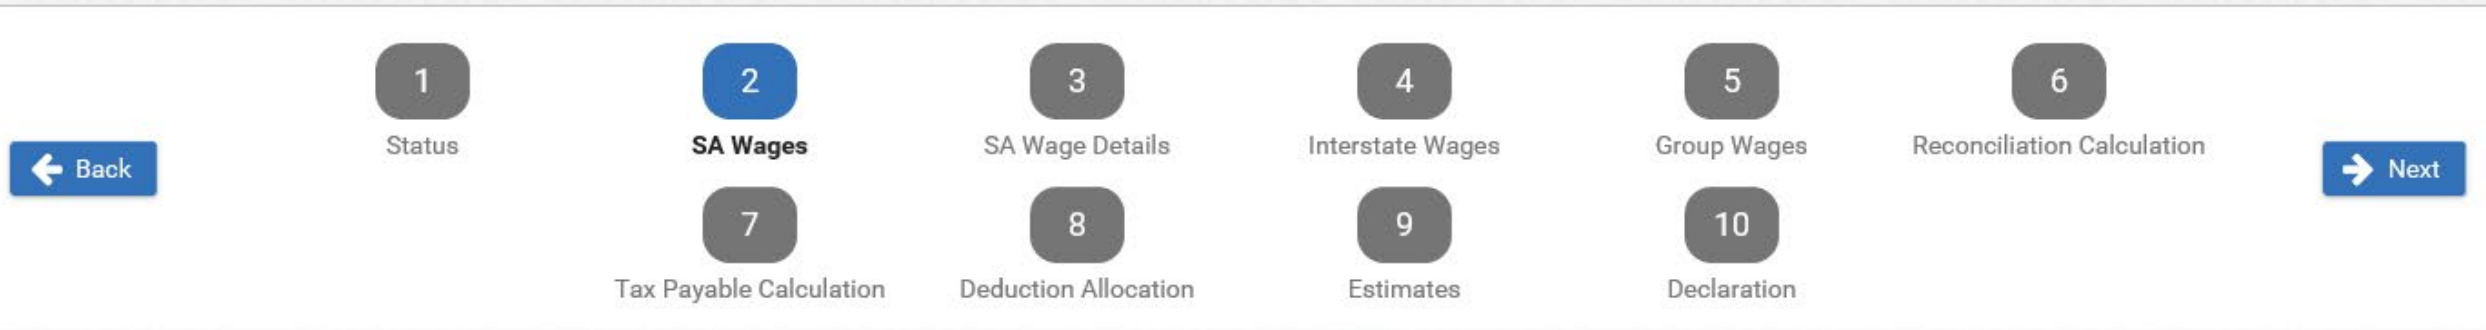 1 2 3 4 5 6
Status SA Wages SA Wage Details Interstate Wages Group Wages Reconciliation Calculation
Back Next
7 8 9 10
Tax Payable Calculation Deduction Allocation Estimates Declaration